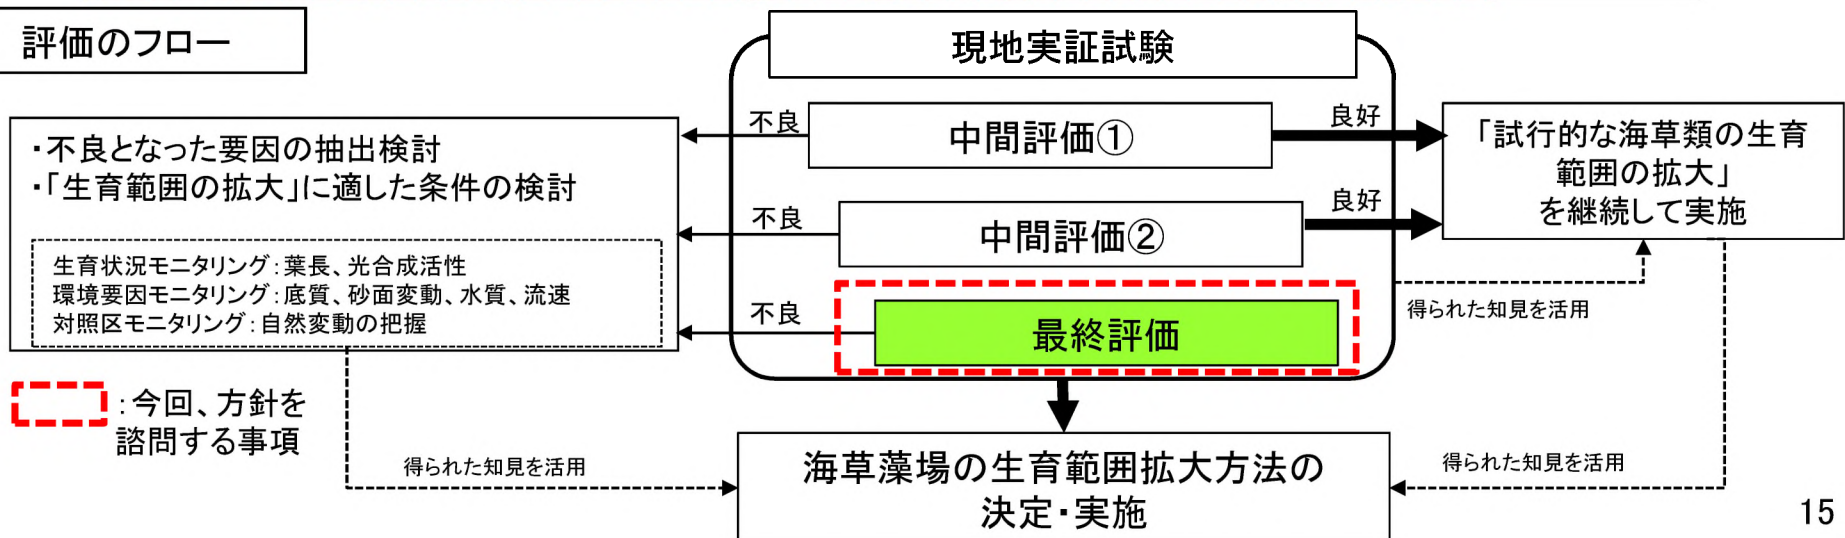 評価のフロー
現地実証試験
不良
中間評価①
良好
不良
中間評価②
良好
不良
最終評価
・不良となった要因の抽出検討
・「生育範囲の拡大」に適した条件の検討
生育状況モニタリング:葉長、光合成活性
環境要因モニタリング:底質、砂面変動、水質、流速
対照区モニタリング:自然変動の把握
「試行的な海草類の生育
範囲の拡大」
を継続して実施
得られた知見を活用
:今回、方針を
諮問する事項
得られた知見を活用
海草藻場の生育範囲拡大方法の
決定・実施
得られた知見を活用
15